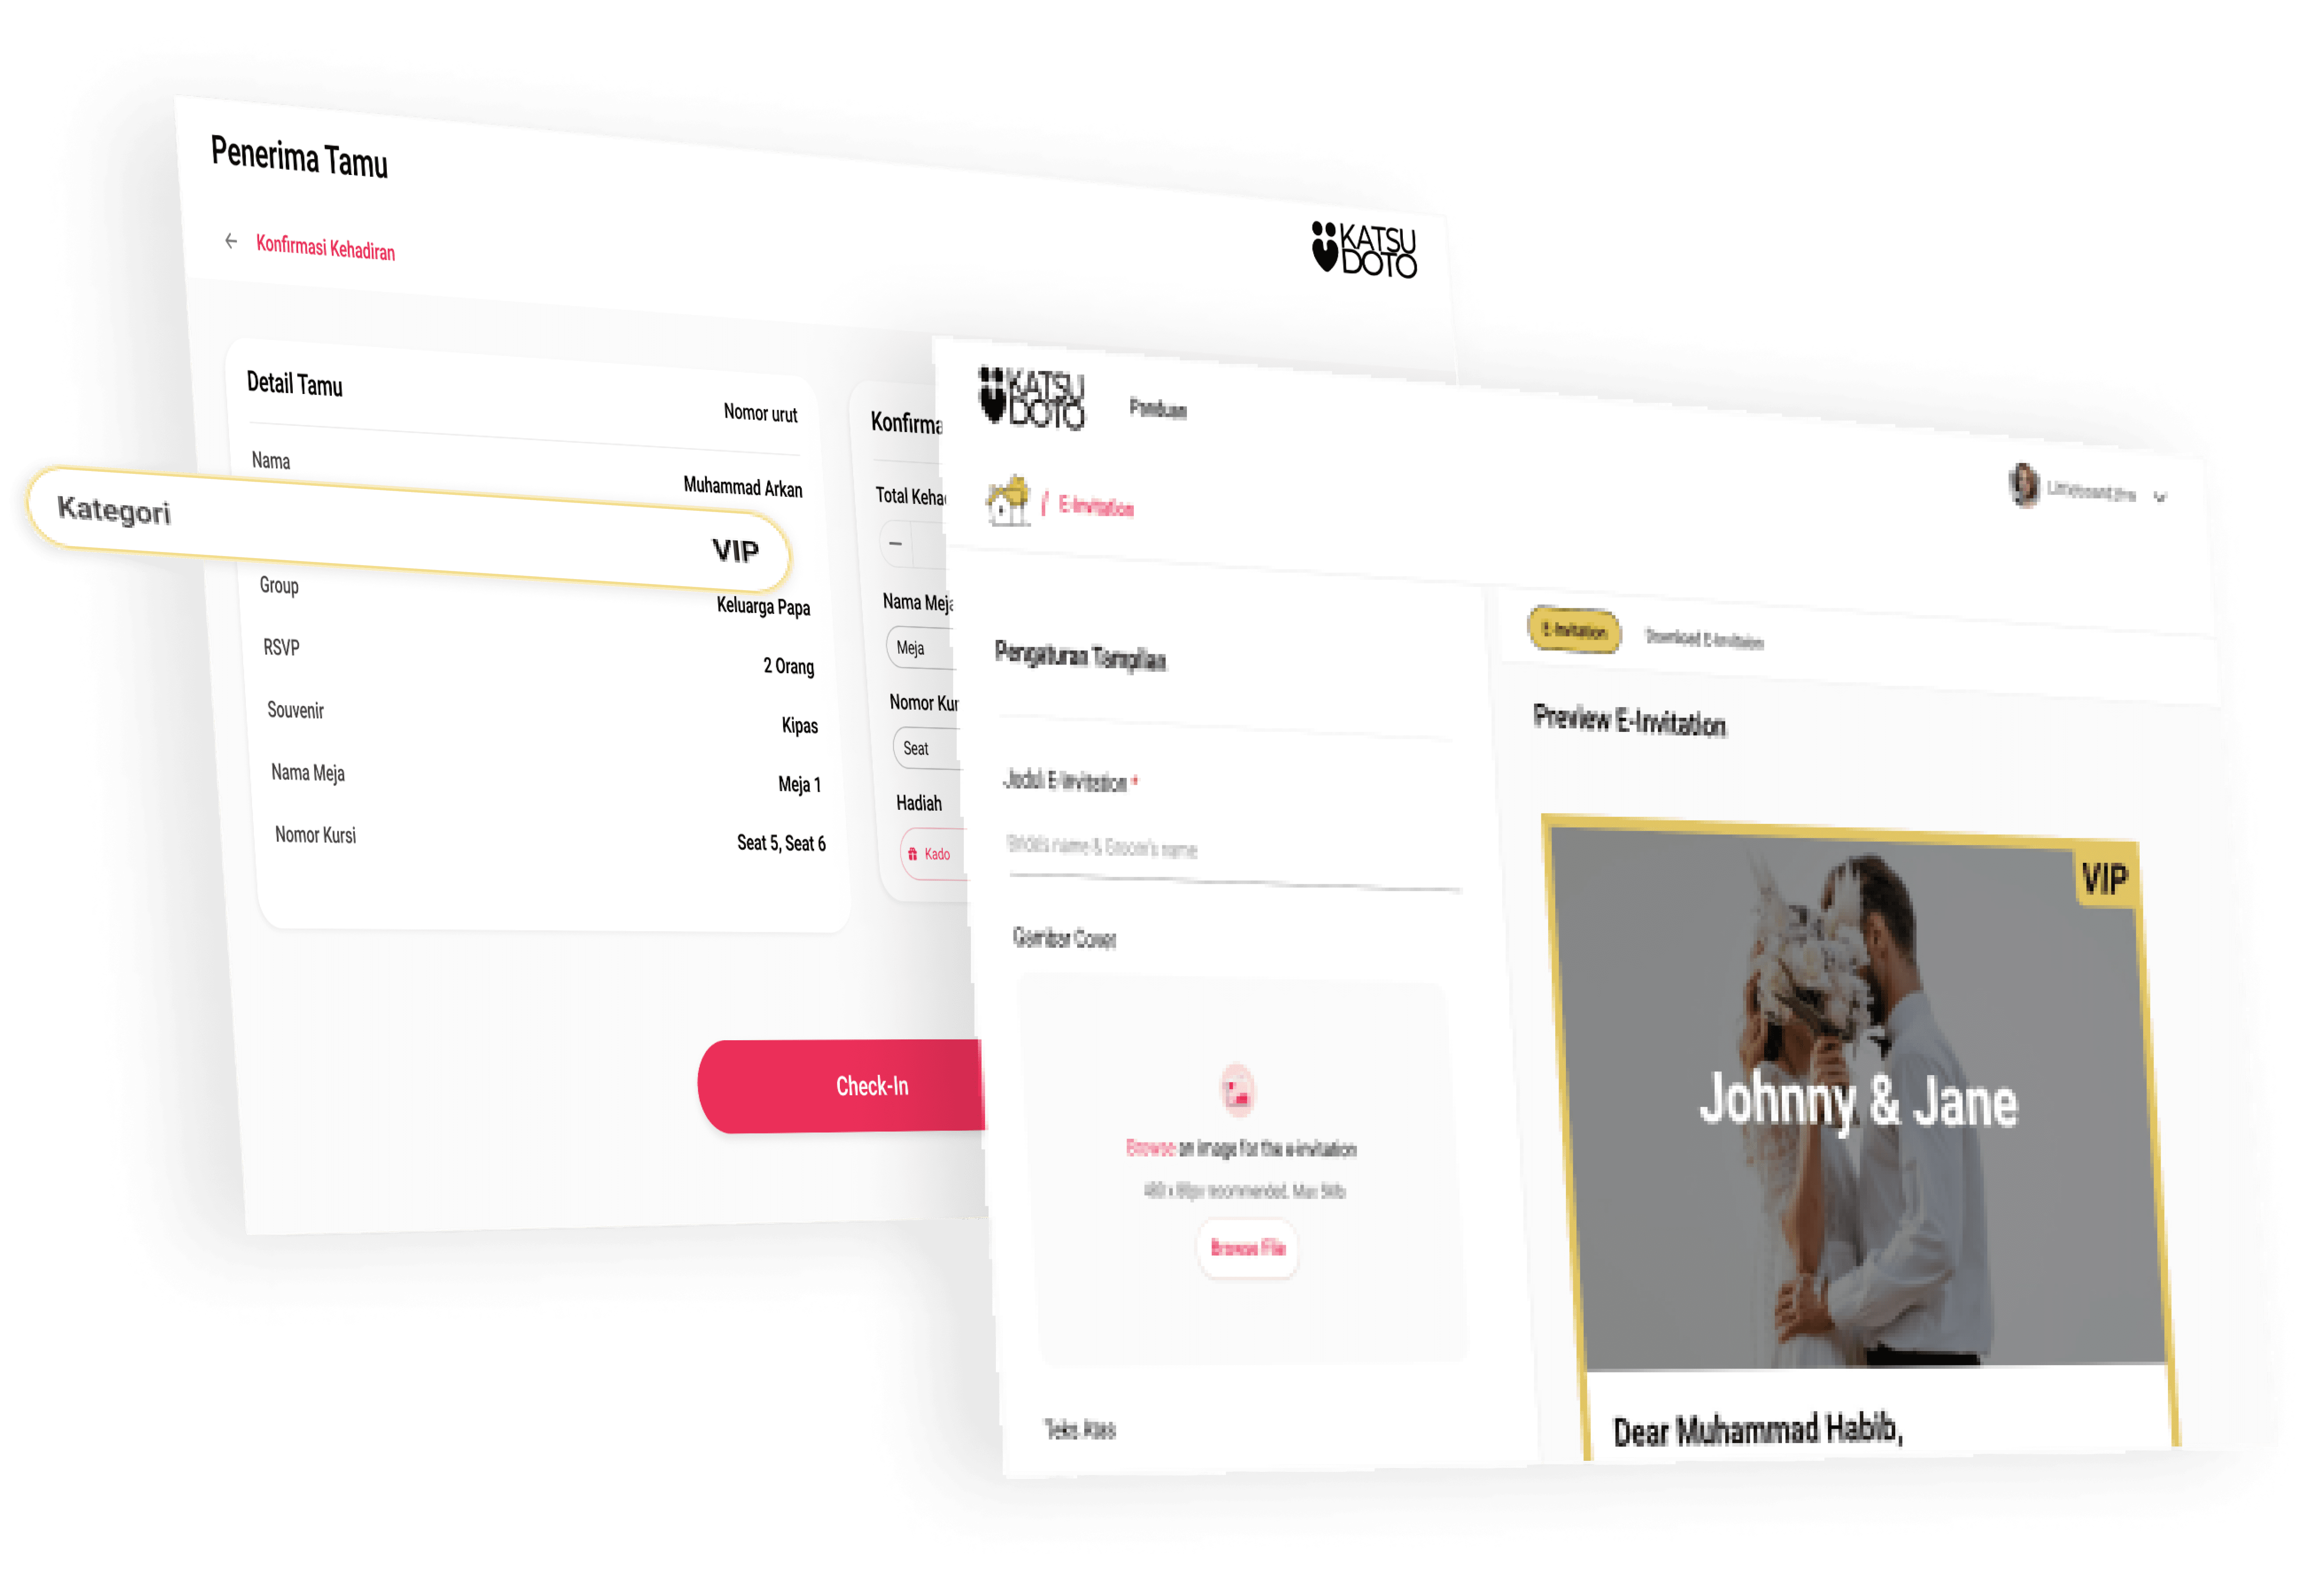 Penerima Tamu
Konfirmasi Kehadiran
KATSU
DOTO
Detail Tamu
Nomor urut
Nama
Muhammad Arkan
Kategori
VIP
Group
Keluarga Papa
RSVP
2 Orang
Souvenir
Kipas
Nama Meja
Meja 1
Nomor Kursi
Seat 5, Seat 6
Konfirma
Total Keha
Nama Meja
Meja
Nomor Kur
Seat
Hadiah
Kado
Check-In
KATSU
DOTO
Panduan
/ E-Invitation
Pengaturan Tampilan
Judul E-Invitation *
Bride's name & Groom's name
Gambar Cover
Browse an image for the e-invitation
recommended. Max
Browse File
Teks Atas
E-Invitation
Download E-Invitation
Preview E-Invitation
VIP
Johnny & Jane
Dear Muhammad Habib,